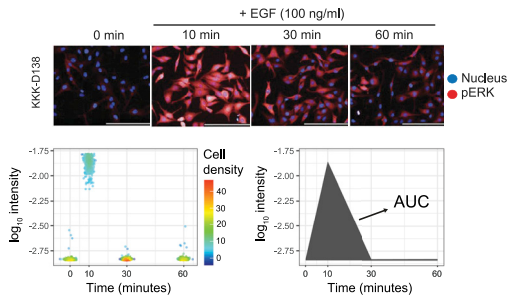 + EGF (100 ng/ml)
0 min 10 min 30 min 60 min
KKK-D138
Nucleus
pERK
-1.75
-2.00
-2.25
-2.50
-2.75
log10 intensity
0 10 30 60
Time (minutes)
Cell
density
40
30
20
10
0
-1.75
-2.00
-2.25
-2.50
-2.75
log10 intensity
AUC
0 10 30 60
Time (minutes)